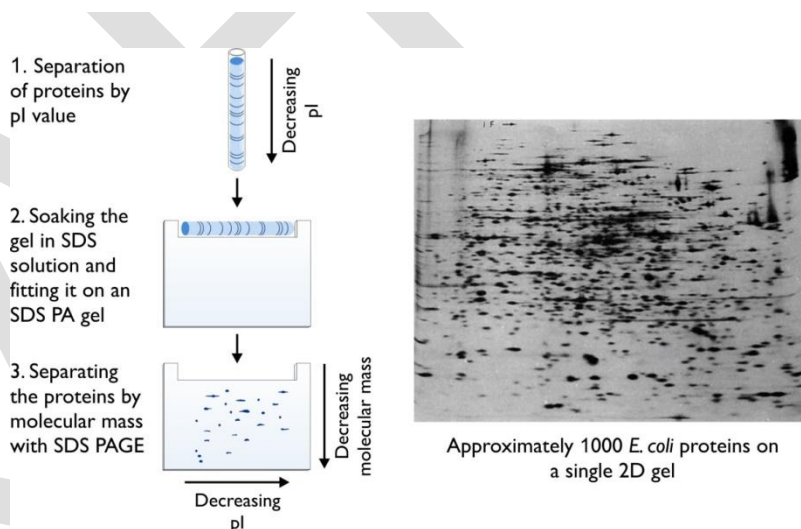 1. Separation
of proteins by
pI value
Decreasing
pI
2. Soaking the
gel in SDS
solution and
fitting it on an
SDS PA gel
3. Separating
the proteins by
molecular mass
with SDS PAGE
Decreasing
molecular mass
Decreasing
pI
Approximately 1000 E. coli proteins on
a single 2D gel